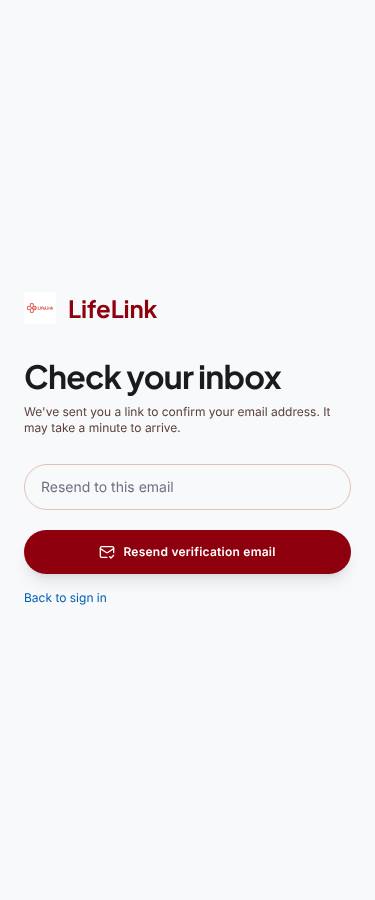 LifeLink
Check your inbox
We've sent you a link to confirm your email address. It
may take a minute to arrive.
Resend to this email
Resend verification email
Back to sign in